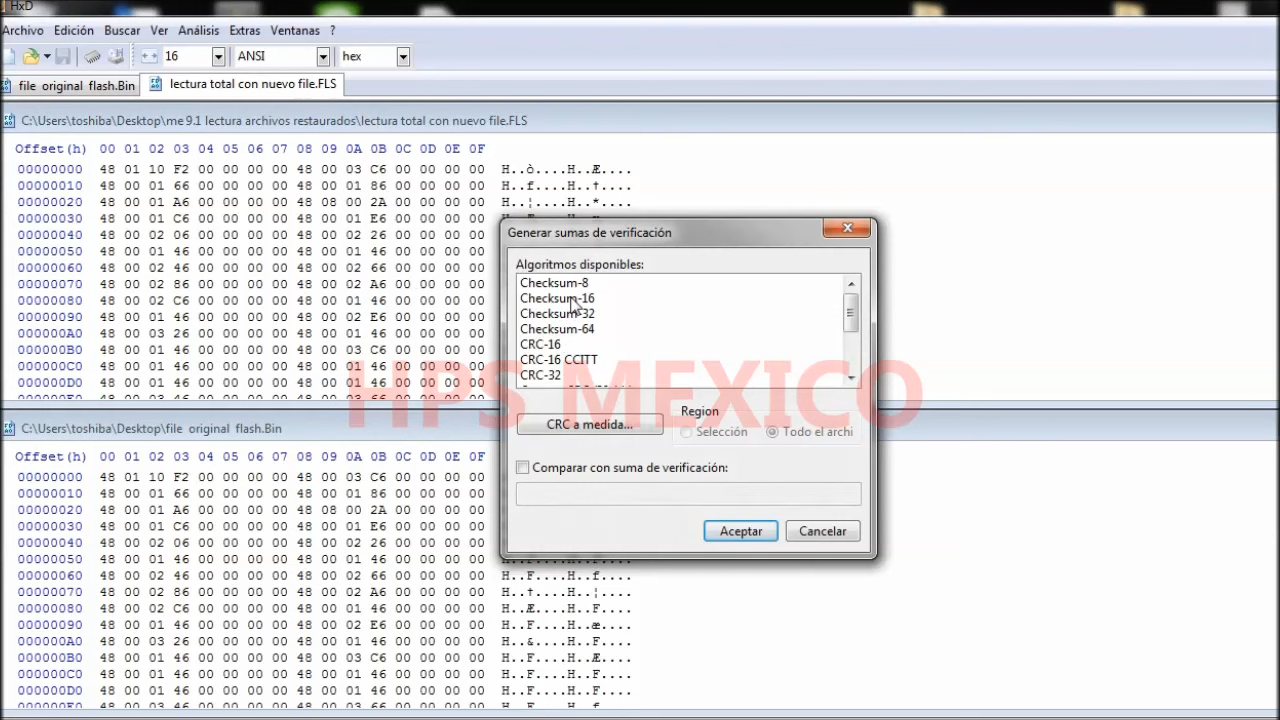 HxD
Archivo Edición Buscar Ver Análisis Extras Ventanas ?
16 ANSI hex
file original flash.Bin lectura total con nuevo file.FLS
C:\Users\toshiba\Desktop\me 9.1 lectura archivos restaurados\lectura total con nuevo file.FLS
Offset(h) 00 01 02 03 04 05 06 07 08 09 0A 0B 0C 0D 0E 0F
00000000 48 01 10 F2 00 00 00 00 48 00 03 C6 00 00 00 00 H..ò....H..Æ....
00000010 48 00 01 66 00 00 00 00 48 00 01 86 00 00 00 00 H..f....H..†....
00000020 48 00 01 A6 00 00 00 00 48 08 00 2A 00 00 00 00 H..¦....H..*....
00000030 48 00 01 C6 00 00 00 00 48 00 01 E6 00 00 00 00
00000040 48 00 02 06 00 00 00 00 48 00 02 26 00 00 00 00
00000050 48 00 01 46 00 00 00 00 48 00 01 46 00 00 00 00
00000060 48 00 02 46 00 00 00 00 48 00 02 66 00 00 00 00
00000070 48 00 02 86 00 00 00 00 48 00 02 A6 00 00 00 00
00000080 48 00 02 C6 00 00 00 00 48 00 01 46 00 00 00 00
00000090 48 00 01 46 00 00 00 00 48 00 02 E6 00 00 00 00
000000A0 48 00 03 26 00 00 00 00 48 00 01 46 00 00 00 00
000000B0 48 00 01 46 00 00 00 00 48 00 03 C6 00 00 00 00
000000C0 48 00 01 46 00 00 00 00 48 00 01 46 00 00 00 00
000000D0 48 00 01 46 00 00 00 00 48 00 01 46 00 00 00 00
Generar sumas de verificación
Algoritmos disponibles:
Checksum-8
Checksum-16
Checksum-32
Checksum-64
CRC-16
CRC-16 CCITT
CRC-32
CRC a medida...
Region
Selección Todo el archi
Comparar con suma de verificación:
Aceptar Cancelar
HPS MEXICO
C:\Users\toshiba\Desktop\file original flash.Bin
Offset(h) 00 01 02 03 04 05 06 07 08 09 0A 0B 0C 0D 0E 0F
00000000 48 01 10 F2 00 00 00 00 48 00 03 C6 00 00 00 00
00000010 48 00 01 66 00 00 00 00 48 00 01 86 00 00 00 00
00000020 48 00 01 A6 00 00 00 00 48 08 00 2A 00 00 00 00
00000030 48 00 01 C6 00 00 00 00 48 00 01 E6 00 00 00 00
00000040 48 00 02 06 00 00 00 00 48 00 02 26 00 00 00 00
00000050 48 00 01 46 00 00 00 00 48 00 01 46 00 00 00 00
00000060 48 00 02 46 00 00 00 00 48 00 02 66 00 00 00 00 H..F....H..f....
00000070 48 00 02 86 00 00 00 00 48 00 02 A6 00 00 00 00 H..†....H..¦....
00000080 48 00 02 C6 00 00 00 00 48 00 01 46 00 00 00 00 H..Æ....H..F....
00000090 48 00 01 46 00 00 00 00 48 00 02 E6 00 00 00 00 H..F....H..æ....
000000A0 48 00 03 26 00 00 00 00 48 00 01 46 00 00 00 00 H..&....H..F....
000000B0 48 00 01 46 00 00 00 00 48 00 03 C6 00 00 00 00 H..F....H..Æ....
000000C0 48 00 01 46 00 00 00 00 48 00 01 46 00 00 00 00 H..F....H..F....
000000D0 48 00 01 46 00 00 00 00 48 00 01 46 00 00 00 00 H..F....H..F....